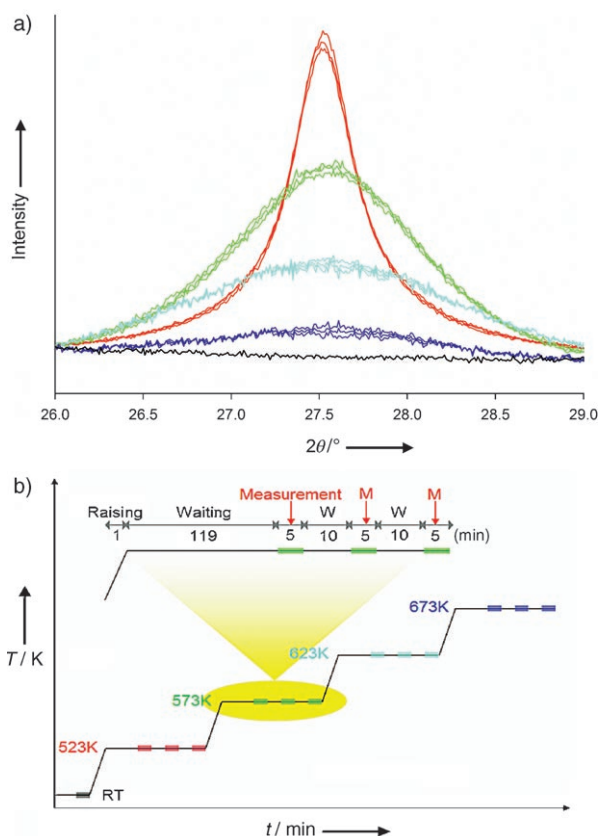 a)
Intensity
26.0 26.5 27.0 27.5 28.0 28.5 29.0
2θ/°
b)
Measurement M M
Raising Waiting W W
1 119 5 10 5 10 5 (min)
673K
T / K
623K
573K
523K
RT
t / min